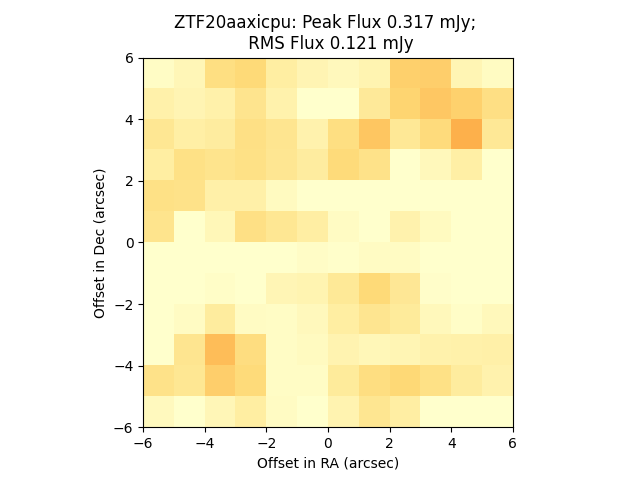 ZTF20aaxicpu: Peak Flux 0.317 mJy;
RMS Flux 0.121 mJy
6
4
2
0
−2
−4
−6
Offset in Dec (arcsec)
−6 −4 −2 0 2 4 6
Offset in RA (arcsec)